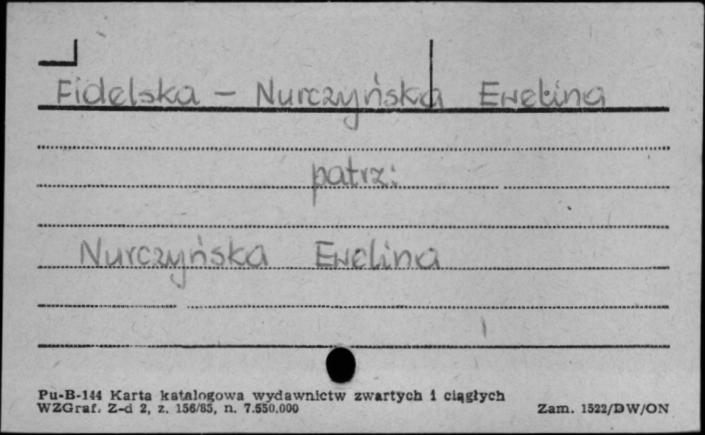 Fidelska - Nurczyńska Ewelina
patrz:
Nurczyńska Ewelina
Pu-B-144 Karta katalogowa wydawnictw zwartych i ciągłych
WZGraf. Z-d 2, z. 156/85, n. 7.550.000 Zam. 1522/DW/ON